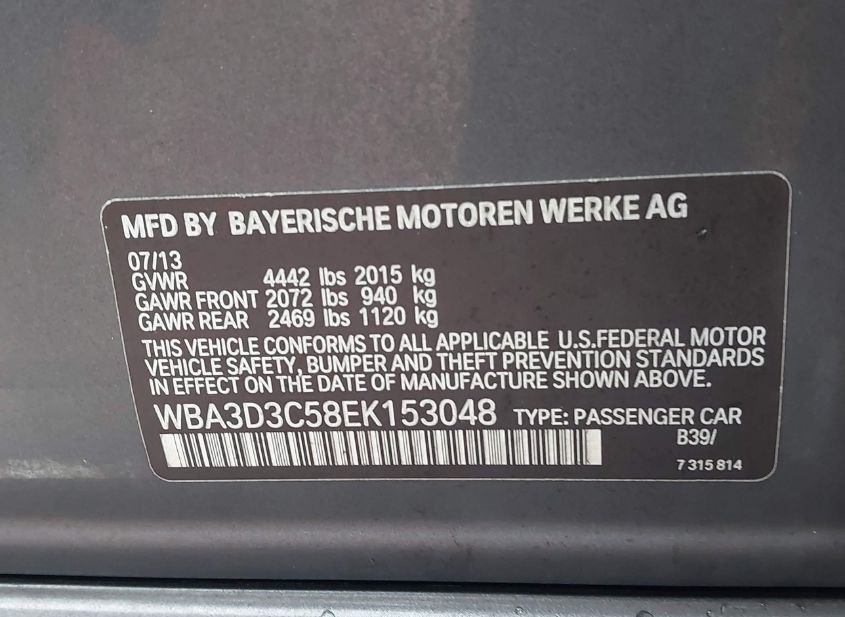 MFD BY BAYERISCHE MOTOREN WERKE AG
07/13
GVWR 4442 lbs 2015 kg
GAWR FRONT 2072 lbs 940 kg
GAWR REAR 2469 lbs 1120 kg
THIS VEHICLE CONFORMS TO ALL APPLICABLE U.S.FEDERAL MOTOR
VEHICLE SAFETY, BUMPER AND THEFT PREVENTION STANDARDS
IN EFFECT ON THE DATE OF MANUFACTURE SHOWN ABOVE.
WBA3D3C58EK153048 TYPE: PASSENGER CAR
B39/
7 315 814